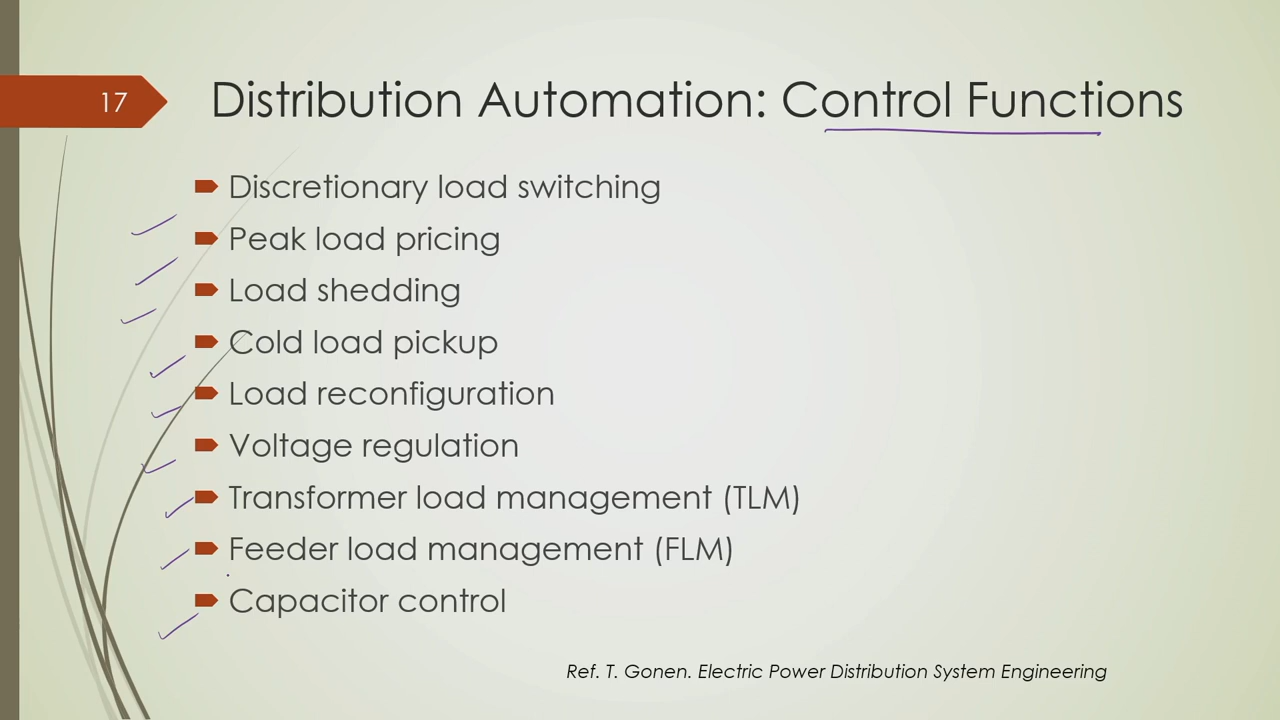 17
Distribution Automation: Control Functions
Discretionary load switching
Peak load pricing
Load shedding
Cold load pickup
Load reconfiguration
Voltage regulation
Transformer load management (TLM)
Feeder load management (FLM)
Capacitor control
Ref. T. Gonen. Electric Power Distribution System Engineering